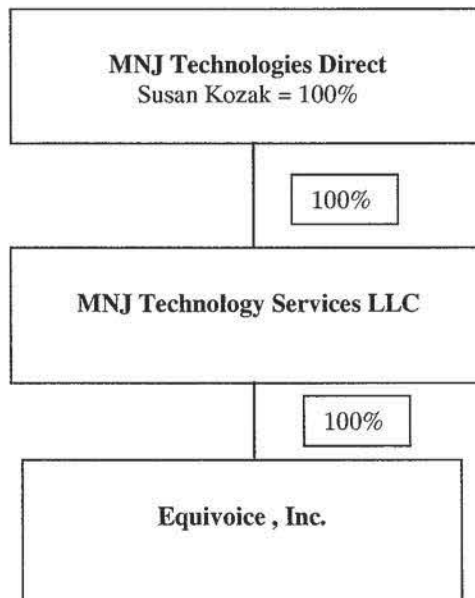 MNJ Technologies Direct
Susan Kozak = 100%
100%
MNJ Technology Services LLC
100%
Equivoice , Inc.